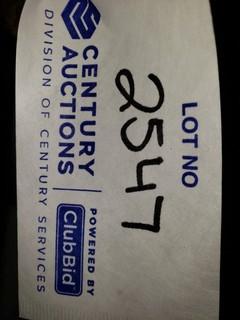 LOT NO
2547
CENTURY
AUCTIONS
DIVISION OF CENTURY SERVICES
POWERED BY
ClubBid